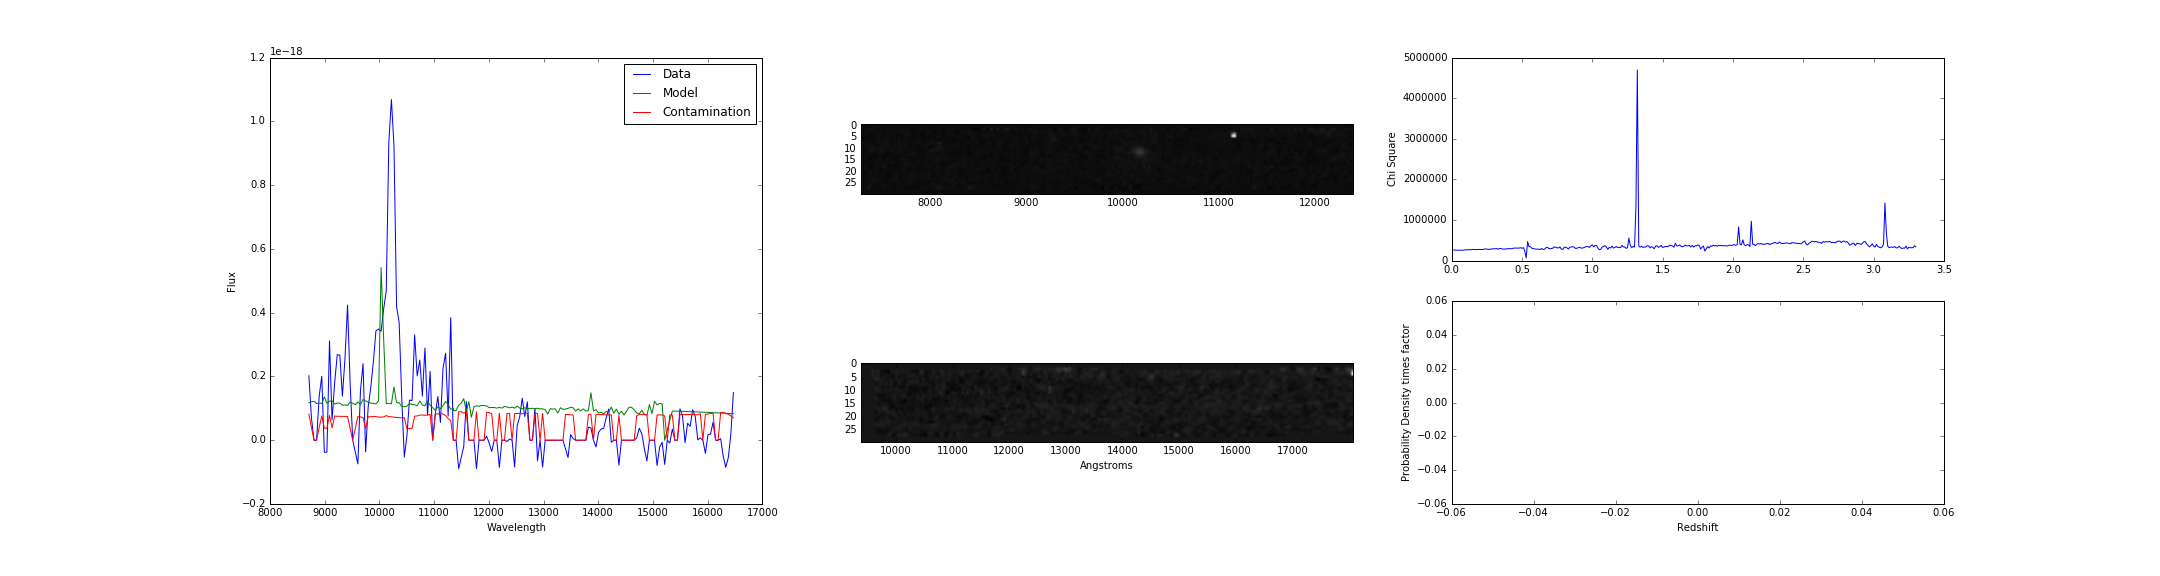 1e−18
1.2
1.0
0.8
0.6
0.4
0.2
0.0
−0.2
Flux
8000 9000 10000 11000 12000 13000 14000 15000 16000 17000
Wavelength
Data
Model
Contamination
0
5
10
15
20
25
8000 9000 10000 11000 12000
0
5
10
15
20
25
10000 11000 12000 13000 14000 15000 16000 17000
Angstroms
5000000
4000000
3000000
2000000
1000000
0
Chi Square
0.0 0.5 1.0 1.5 2.0 2.5 3.0 3.5
0.06
0.04
0.02
0.00
−0.02
−0.04
−0.06
Probability Density times factor
−0.06 −0.04 −0.02 0.00 0.02 0.04 0.06
Redshift